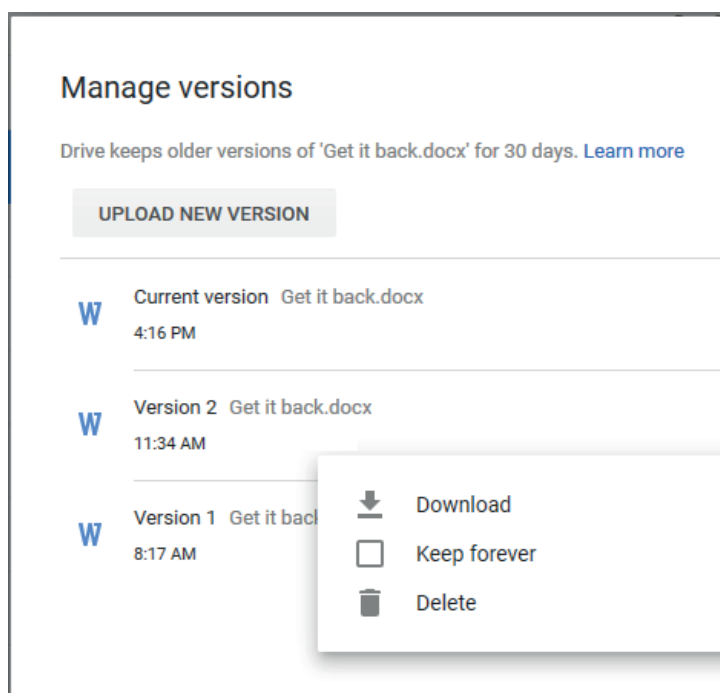 Manage versions
Drive keeps older versions of 'Get it back.docx' for 30 days. Learn more
UPLOAD NEW VERSION
W Current version Get it back.docx
4:16 PM
W Version 2 Get it back.docx
11:34 AM
W Version 1 Get it
8:17 AM
Download
Keep forever
Delete